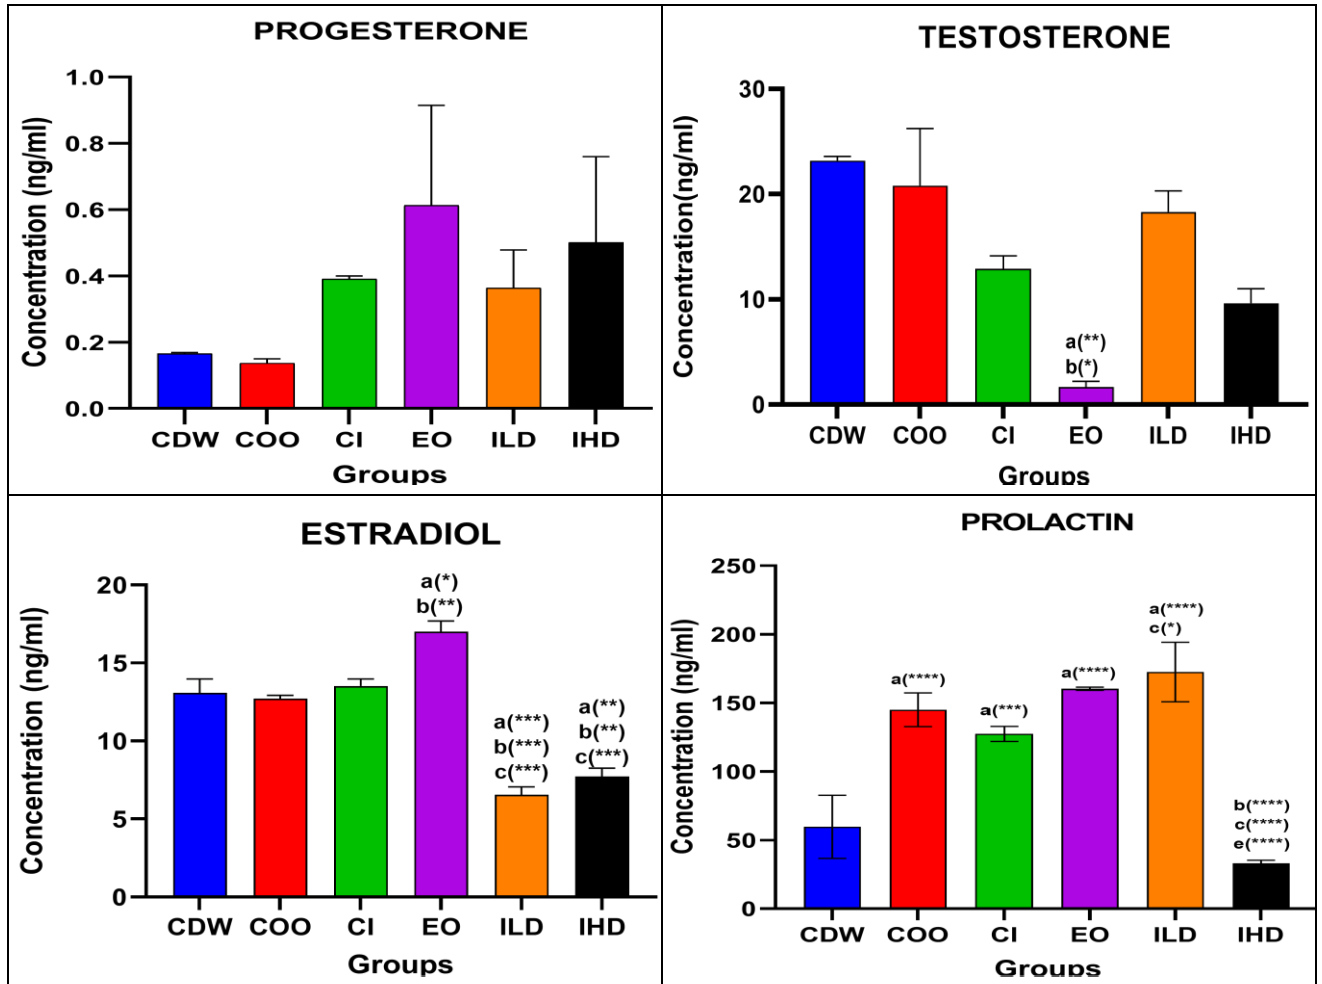 PROGESTERONE
Concentration (ng/ml)
1.0
0.8
0.6
0.4
0.2
0.0
CDW COO CI EO ILD IHD
Groups
TESTOSTERONE
Concentration(ng/ml)
30
20
10
0
a(**)
b(*)
CDW COO CI EO ILD IHD
Groups
ESTRADIOL
Concentration (ng/ml)
20
15
10
5
0
a(*)
b(**)
a(***)
b(***)
c(***)
a(**)
b(**)
c(***)
CDW COO CI EO ILD IHD
Groups
PROLACTIN
Concentration (ng/ml)
250
200
150
100
50
0
a(****)
a(***)
a(****)
a(****)
c(*)
b(****)
c(****)
e(****)
CDW COO CI EO ILD IHD
Groups